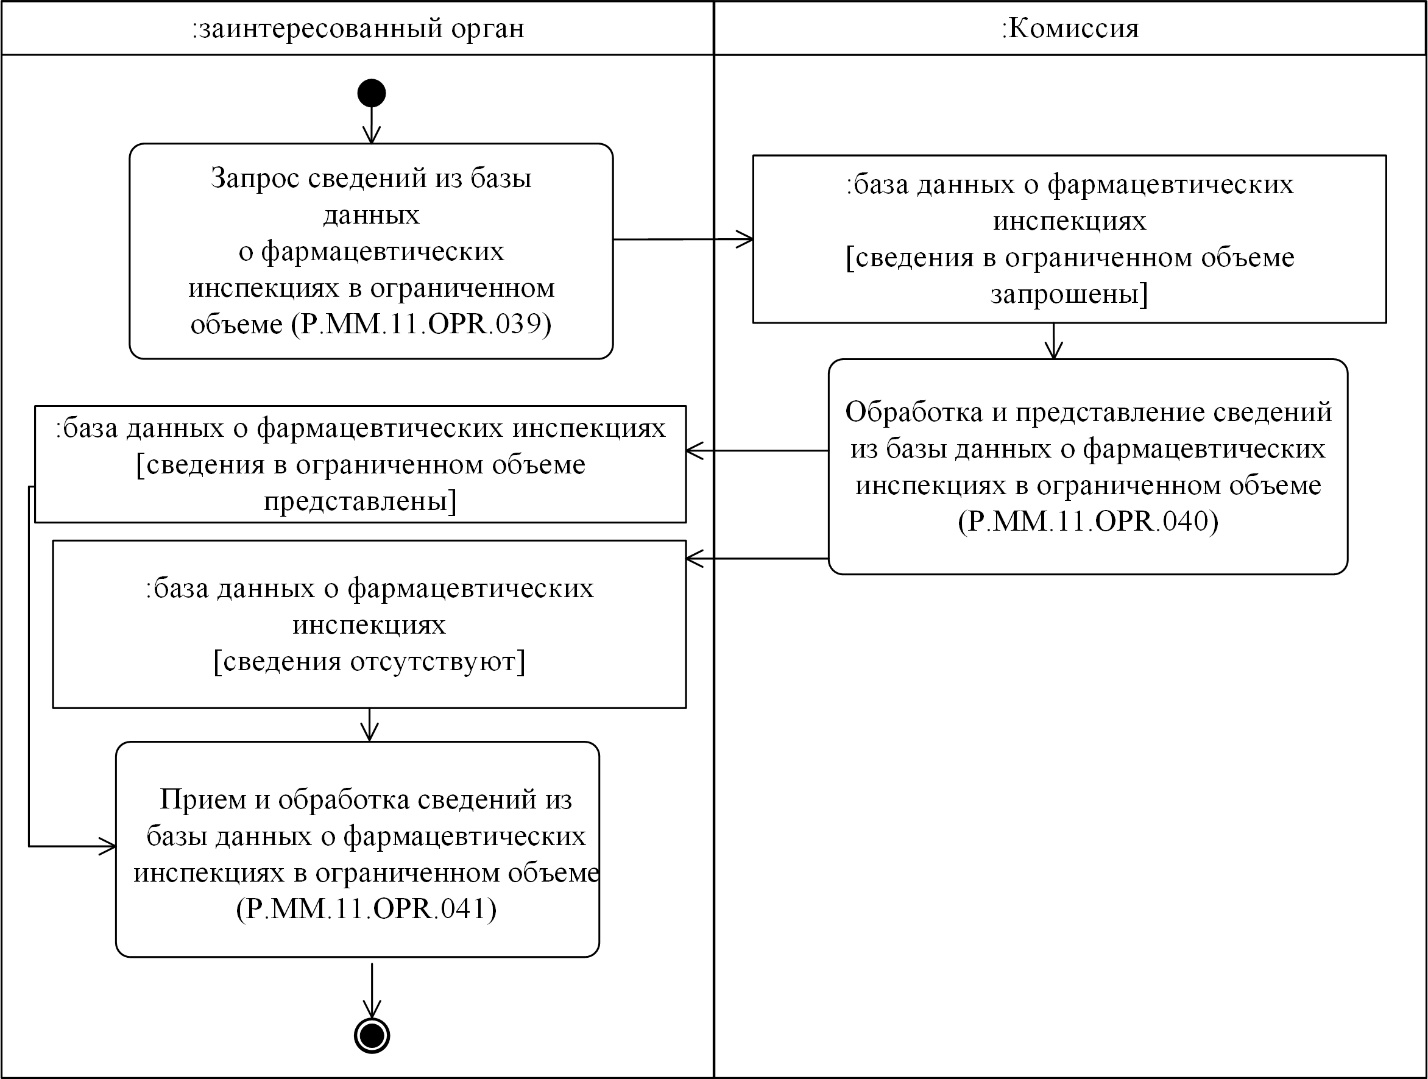 :заинтересованный орган
:Комиссия
Запрос сведений из базы
данных
о фармацевтических
инспекциях в ограниченном
объеме (P.MM.11.OPR.039)
:база данных о фармацевтических
инспекциях
[сведения в ограниченном объеме
запрошены]
Обработка и представление сведений
из базы данных о фармацевтических
инспекциях в ограниченном объеме
(P.MM.11.OPR.040)
:база данных о фармацевтических инспекциях
[сведения в ограниченном объеме
представлены]
:база данных о фармацевтических
инспекциях
[сведения отсутствуют]
Прием и обработка сведений из
базы данных о фармацевтических
инспекциях в ограниченном объеме
(P.MM.11.OPR.041)